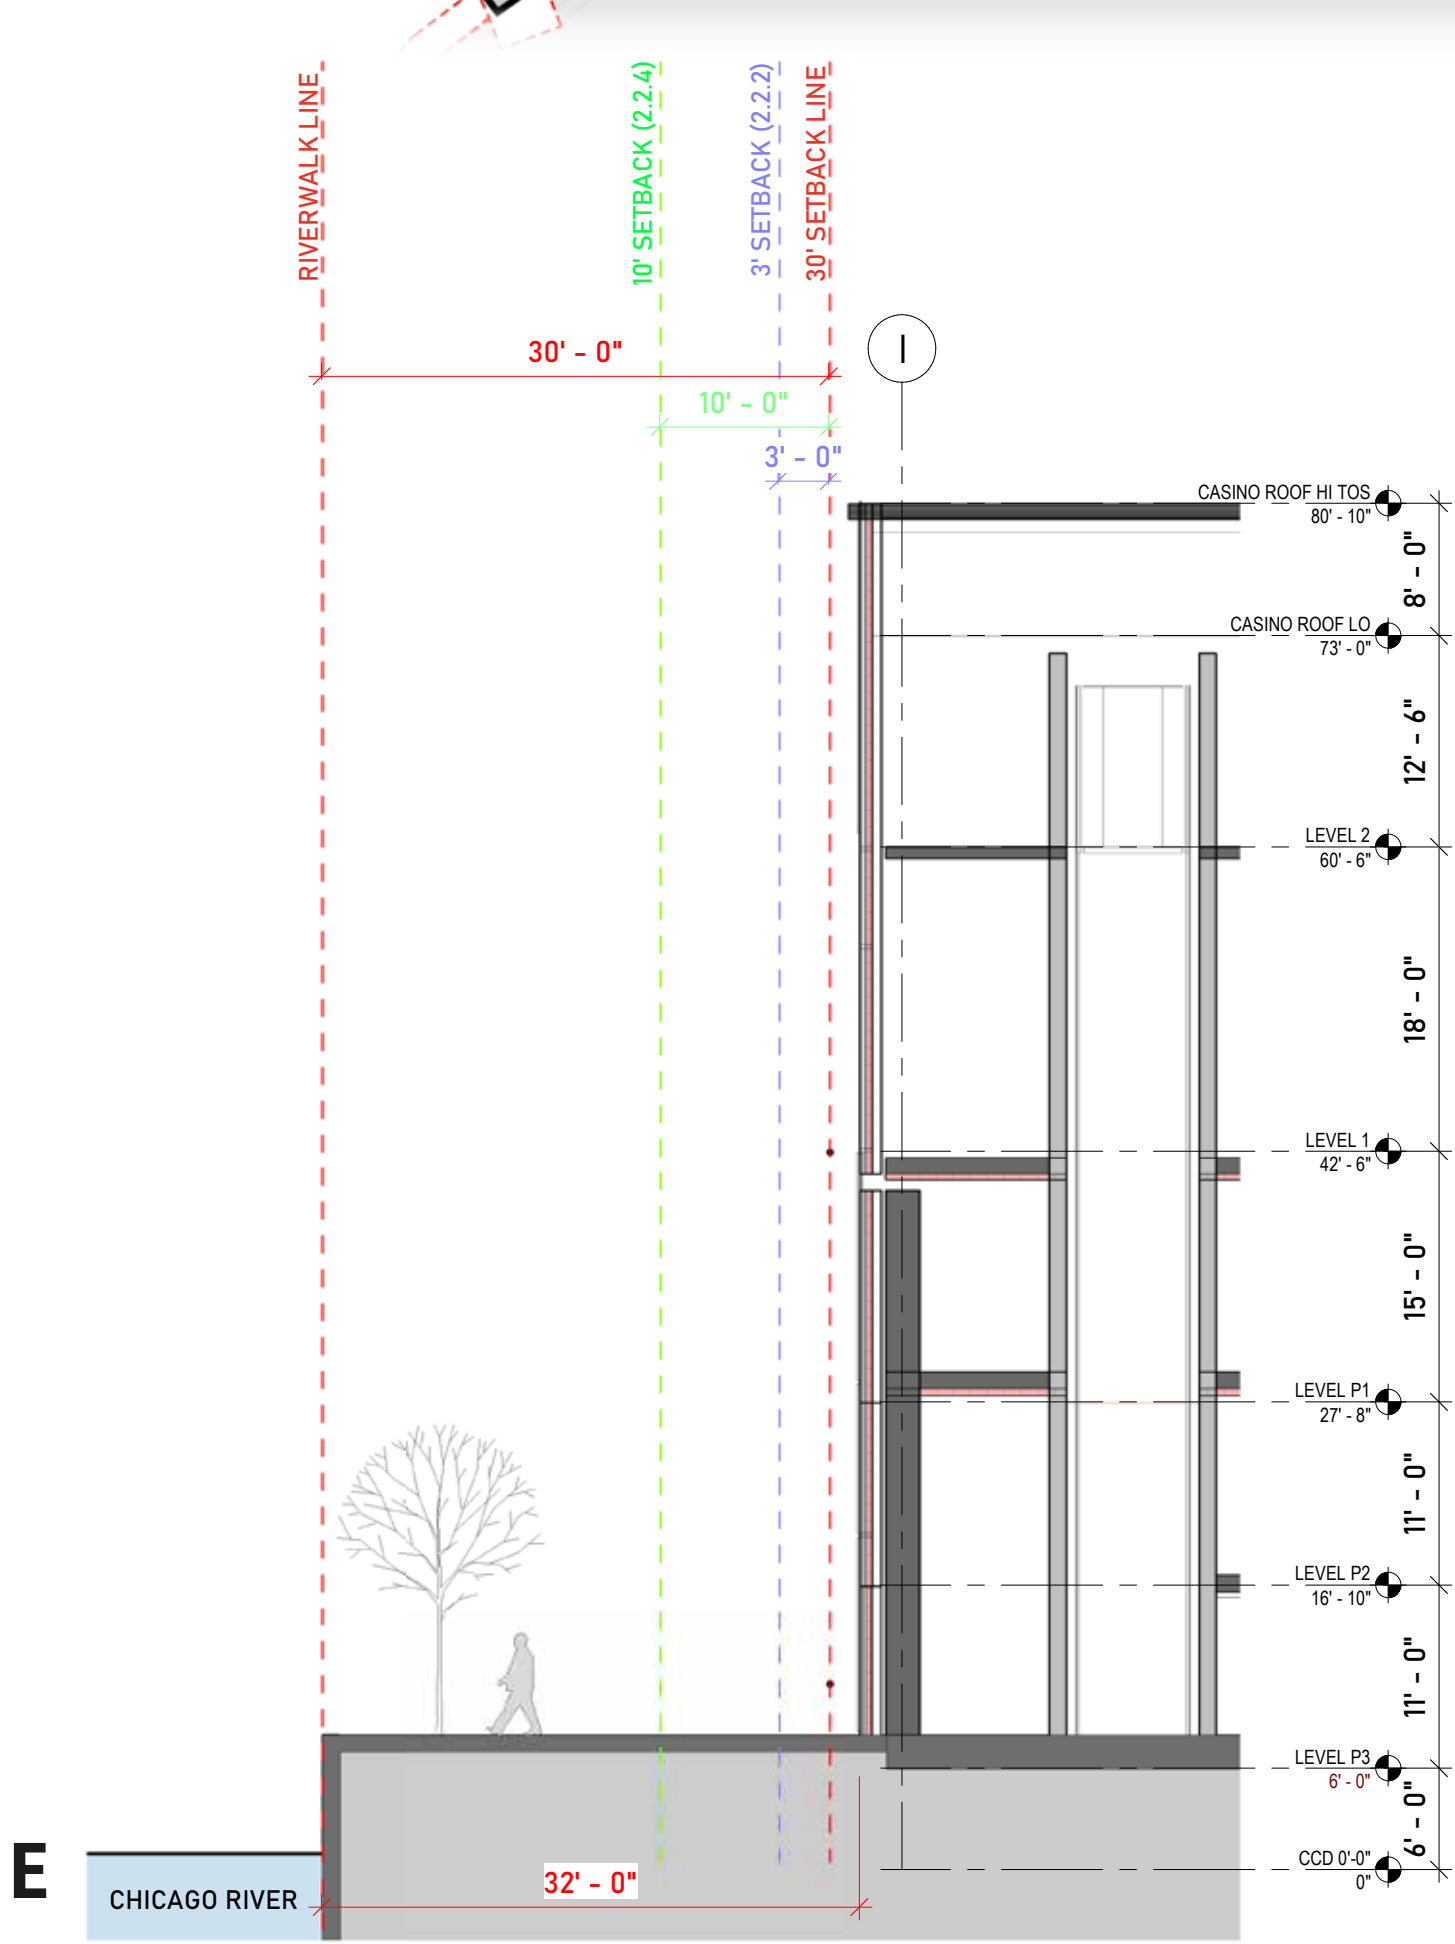 RIVERWALK LINE
10' SETBACK (2.2.4)
3' SETBACK (2.2.2)
30' SETBACK LINE
30' - 0"
I
10' - 0"
3' - 0"
CASINO ROOF HI TOS
80' - 10"
8' - 0"
CASINO ROOF LO
73' - 0"
12' - 6"
LEVEL 2
60' - 6"
18' - 0"
LEVEL 1
42' - 6"
15' - 0"
LEVEL P1
27' - 8"
11' - 0"
LEVEL P2
16' - 10"
11' - 0"
LEVEL P3
6' - 0"
6' - 0"
CCD 0'-0"
0"
E
CHICAGO RIVER
32' - 0"